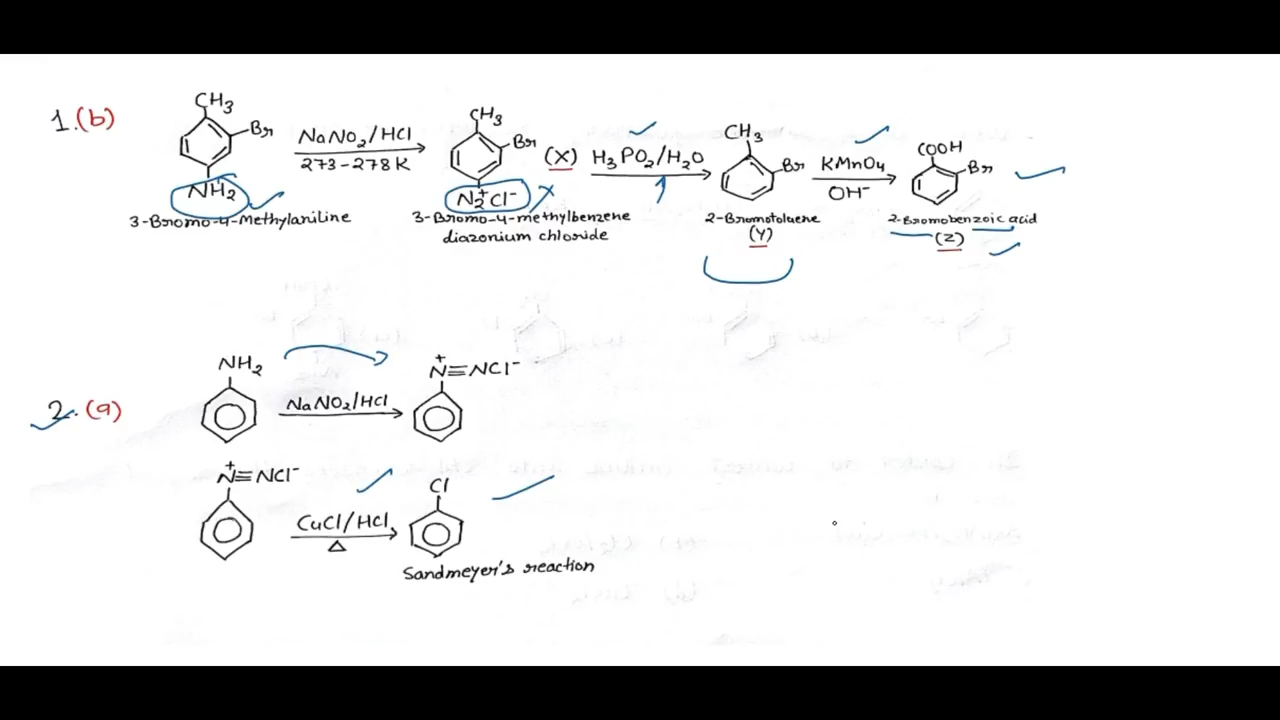 1.(b)
CH3
Br
NH2
3-Bromo-4-Methylaniline
NaNO2/HCl
273-278K
CH3
Br
N2+Cl-
(X)
3-Bromo-4-methylbenzene
diazonium chloride
H3PO2/H2O
CH3
Br
2-Bromotoluene
(Y)
KMnO4
OH-
COOH
Br
2-Bromobenzoic acid
(Z)
2.(a)
NH2
NaNO2/HCl
N+≡NCl-
N+≡NCl-
CuCl/HCl
Δ
Cl
Sandmeyer's reaction